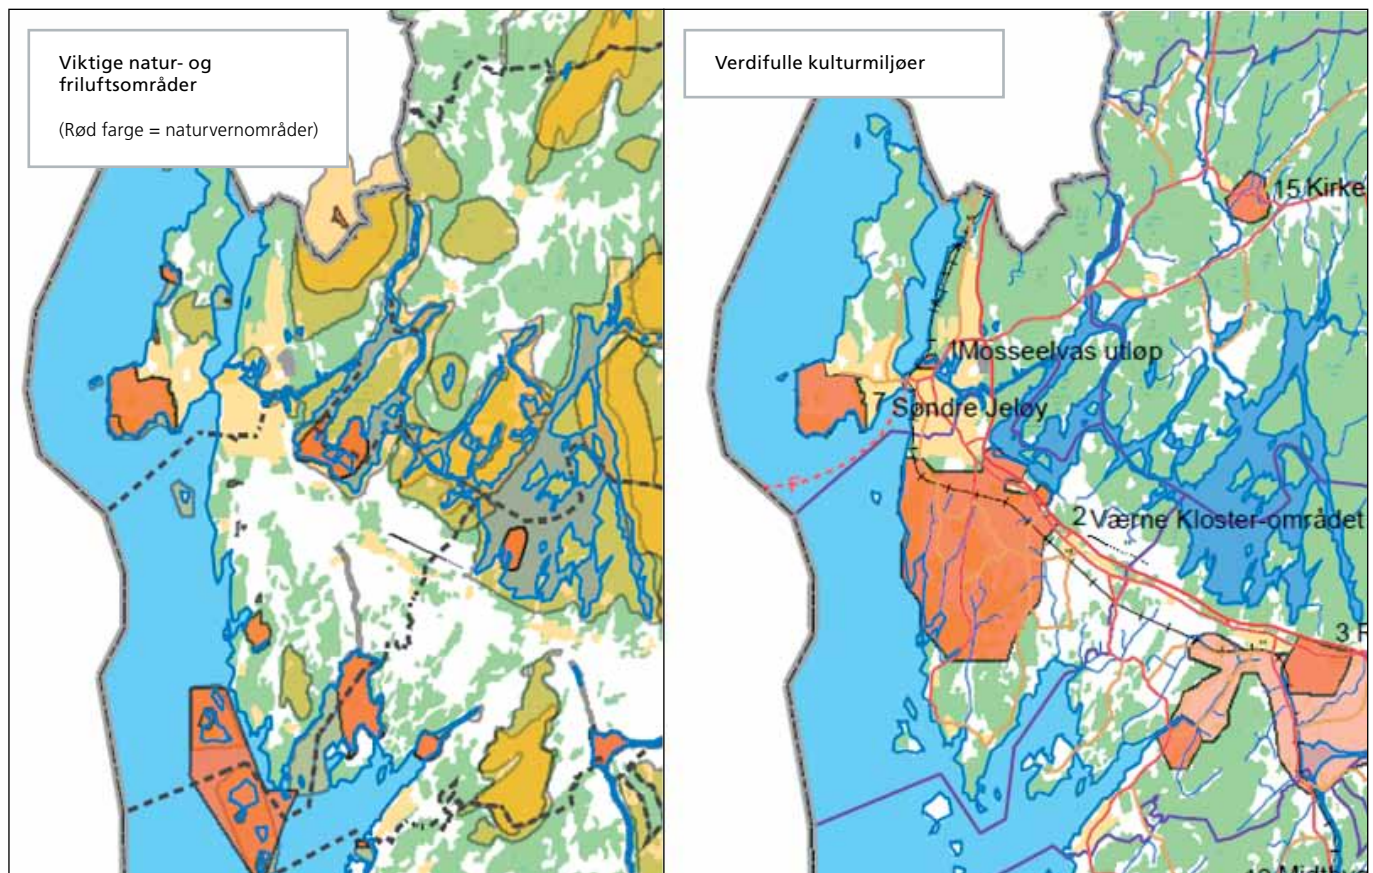 Viktige natur- og
friluftsområder
(Rød farge = naturvernområder)
Verdifulle kulturmiljøer
15 Kirke
Mosseelvas utløp
7 Søndre Jeløy
2 Værne Kloster-området
3